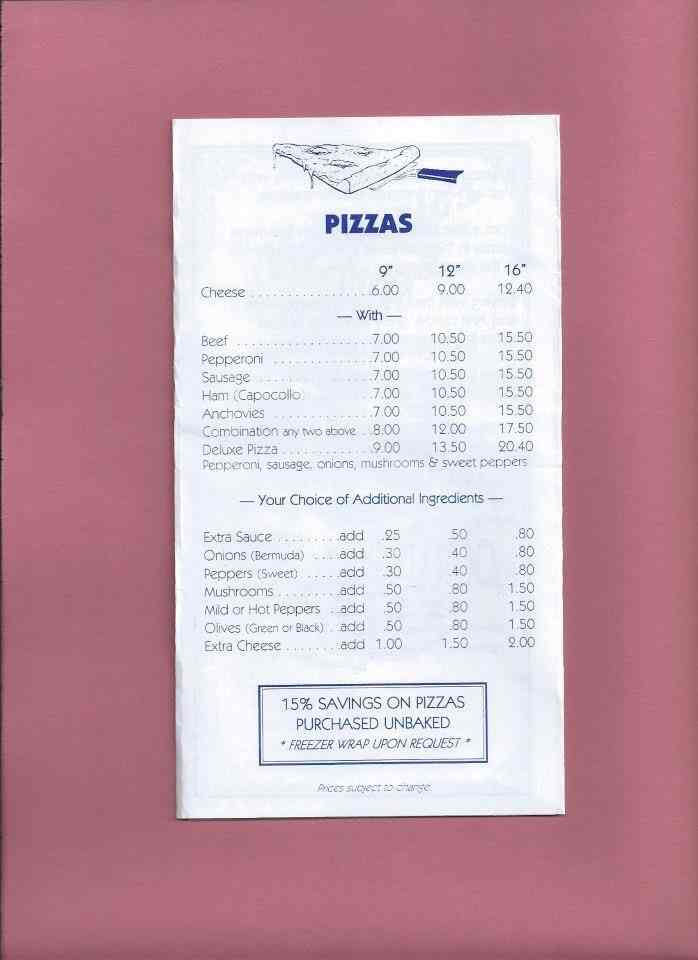 PIZZAS
9" 12" 16"
Cheese . . . . . . . . . . . . . . . . 6.00 9.00 12.40
— With —
Beef . . . . . . . . . . . . . . . . . . 7.00 10.50 15.50
Pepperoni . . . . . . . . . . . . . 7.00 10.50 15.50
Sausage . . . . . . . . . . . . . . . 7.00 10.50 15.50
Ham (Capocollo) . . . . . . . . 7.00 10.50 15.50
Anchovies . . . . . . . . . . . . . 7.00 10.50 15.50
Combination any two above . . 8.00 12.00 17.50
Deluxe Pizza . . . . . . . . . . . . 9.00 13.50 20.40
Pepperoni, sausage, onions, mushrooms & sweet peppers
— Your Choice of Additional Ingredients —
Extra Sauce . . . . . . . . . add .25 .50 .80
Onions (Bermuda) . . . . add .30 40 .80
Peppers (Sweet) . . . . . add .30 40 .80
Mushrooms . . . . . . . . . add .50 .80 1.50
Mild or Hot Peppers . . add .50 .80 1.50
Olives (Green or Black) . . add .50 .80 1.50
Extra Cheese . . . . . . . . add 1.00 1.50 2.00
15% SAVINGS ON PIZZAS
PURCHASED UNBAKED
* FREEZER WRAP UPON REQUEST *
Prices subject to change.